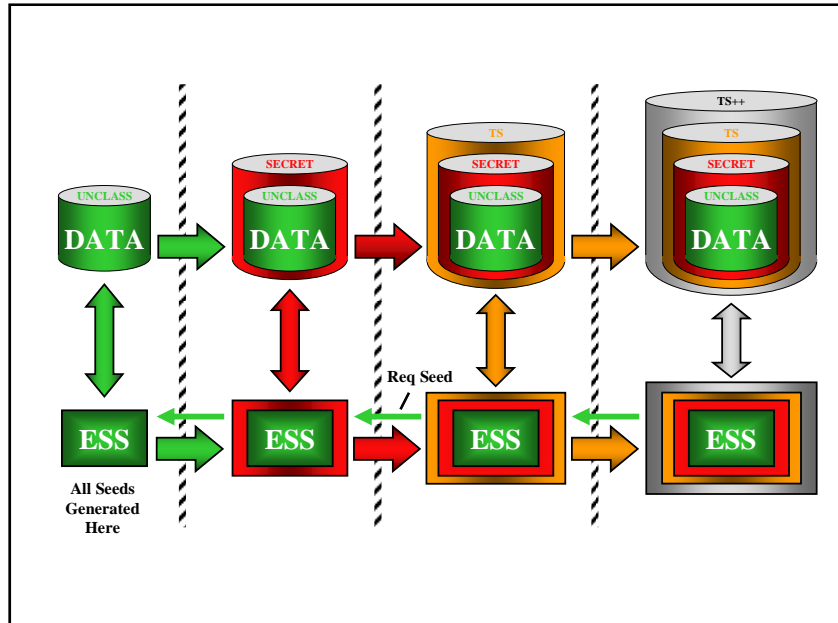 TS++
TS
TS
SECRET
SECRET
SECRET
UNCLASS
UNCLASS
UNCLASS
UNCLASS
DATA
DATA
DATA
DATA
Req Seed
ESS
ESS
ESS
ESS
All Seeds
Generated
Here